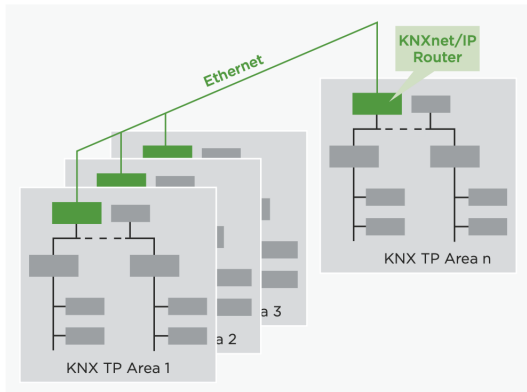 KNXnet/IP
Router
Ethernet
KNX TP Area n
a 3
a 2
KNX TP Area 1